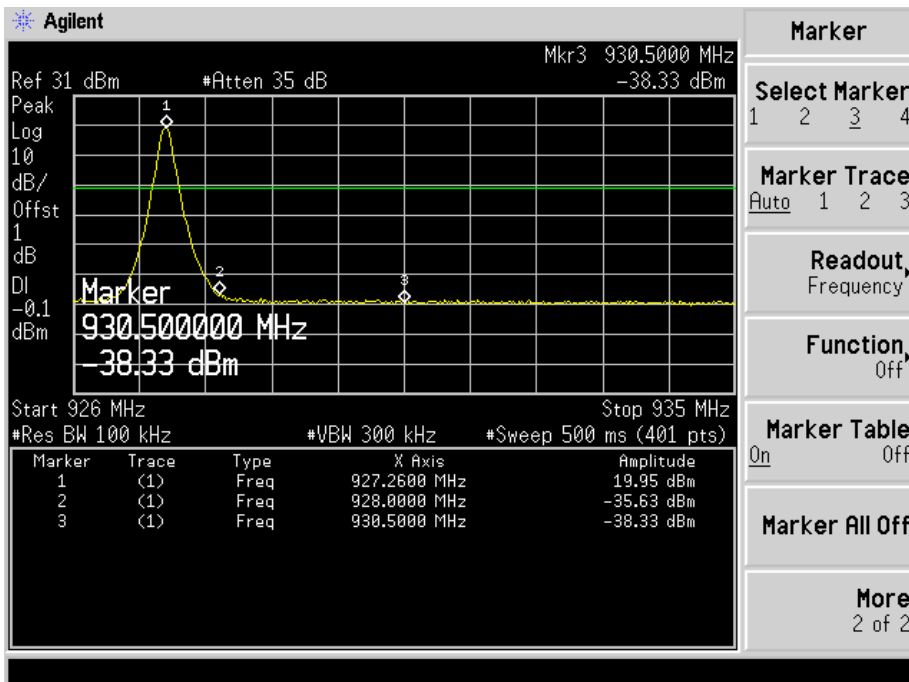 Agilent
Marker
Mkr3 930.5000 MHz
Ref 31 dBm #Atten 35 dB -38.33 dBm
Peak
Log
10
dB/
Offst
1
dB
DI
-0.1
dBm
1
2
3
Marker
930.500000 MHz
-38.33 dBm
Start 926 MHz Stop 935 MHz
#Res BW 100 kHz #VBW 300 kHz #Sweep 500 ms (401 pts)
Marker Trace Type X Axis Amplitude
1 (1) Freq 927.2600 MHz 19.95 dBm
2 (1) Freq 928.0000 MHz -35.63 dBm
3 (1) Freq 930.5000 MHz -38.33 dBm
Select Marker
1 2 3 4
Marker Trace
Auto 1 2 3
Readout
Frequency
Function
Off
Marker Table
On Off
Marker All Off
More
2 of 2